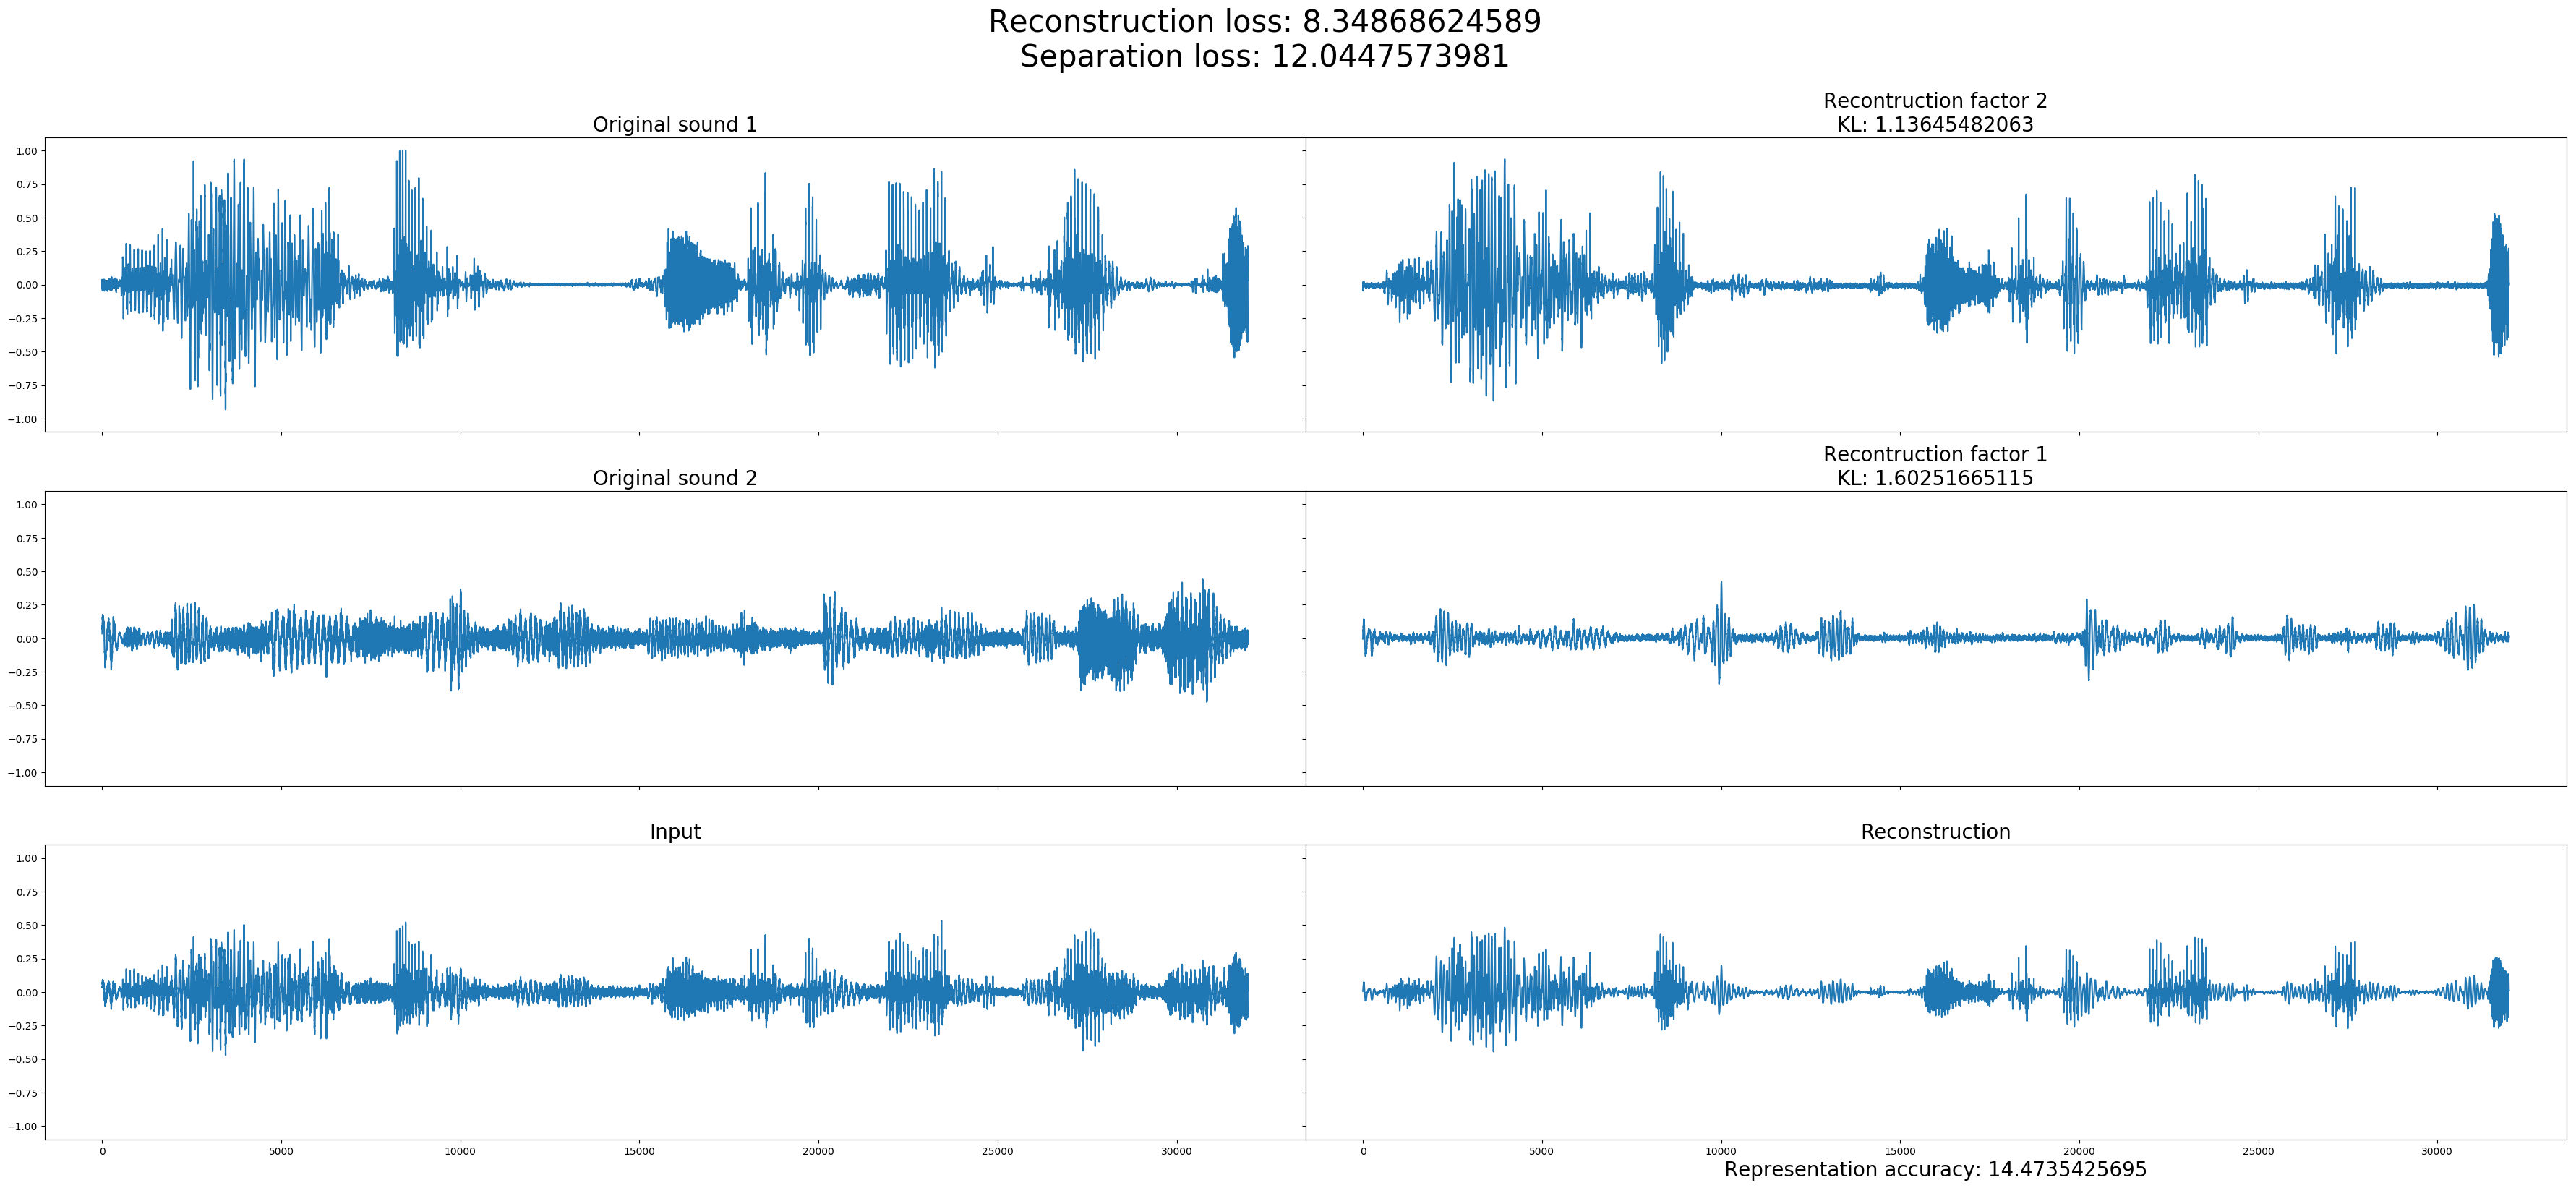 Reconstruction loss: 8.34868624589
Separation loss: 12.0447573981
Original sound 1
Recontruction factor 2
KL: 1.13645482063
1.00
0.75
0.50
0.25
0.00
−0.25
−0.50
−0.75
−1.00
Original sound 2
Recontruction factor 1
KL: 1.60251665115
1.00
0.75
0.50
0.25
0.00
−0.25
−0.50
−0.75
−1.00
Input
Reconstruction
1.00
0.75
0.50
0.25
0.00
−0.25
−0.50
−0.75
−1.00
0 5000 10000 15000 20000 25000 30000
0 5000 10000 15000 20000 25000 30000
Representation accuracy: 14.4735425695